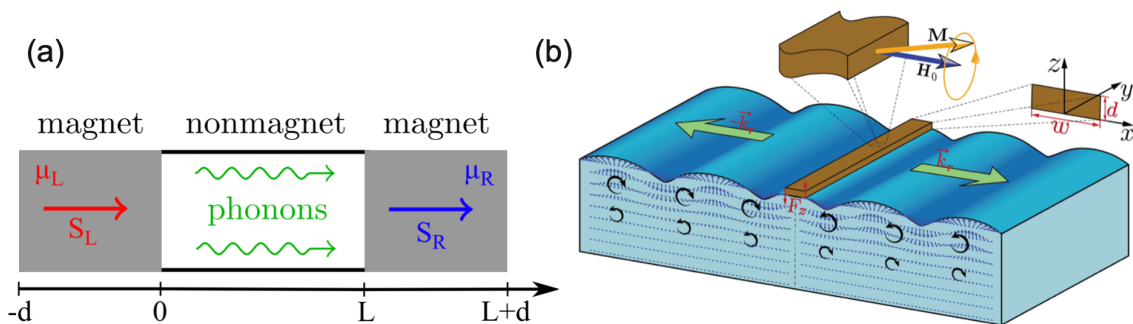 (a)
magnet nonmagnet magnet
μL μR
phonons
SL SR
-d 0 L L+d
(b)
M
H0
z
y
d
w
x
-kr
kr
Fz